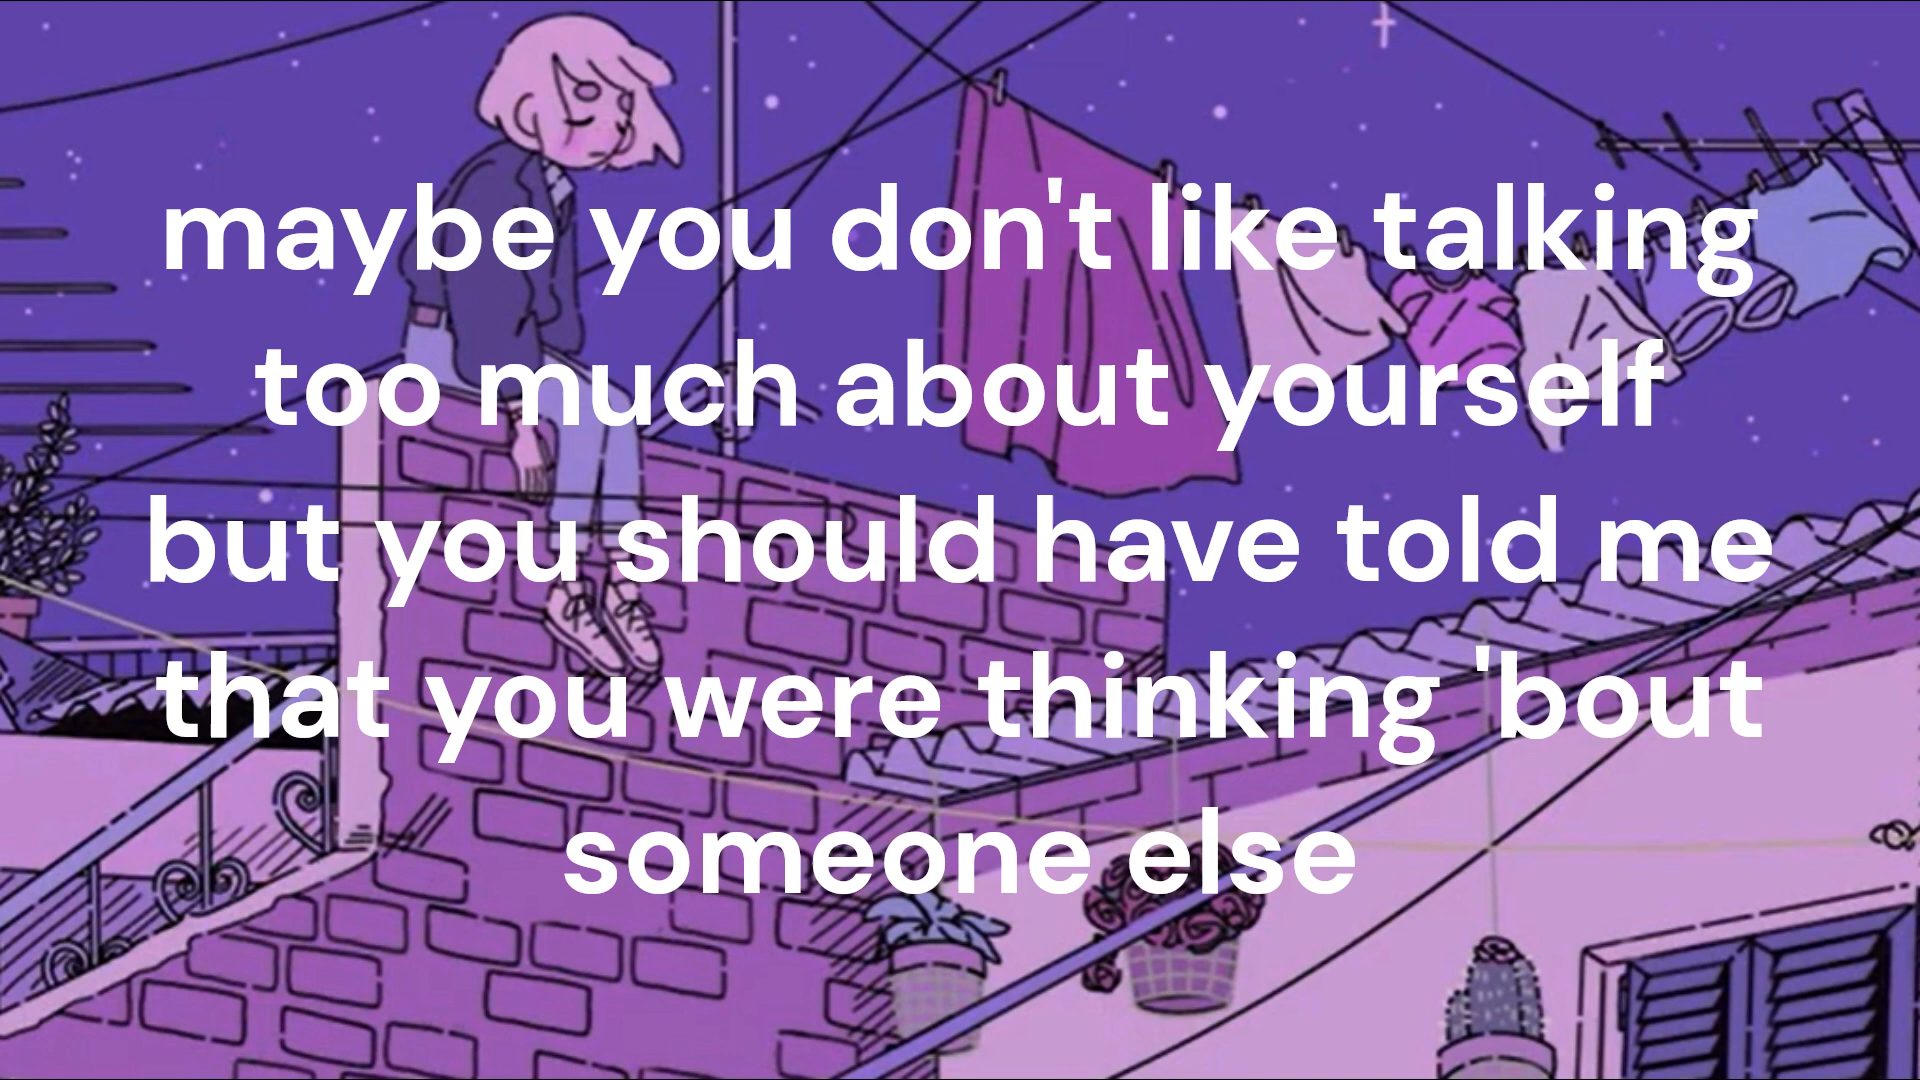 maybe you don't like talking
too much about yourself
but you should have told me
that you were thinking 'bout
someone else